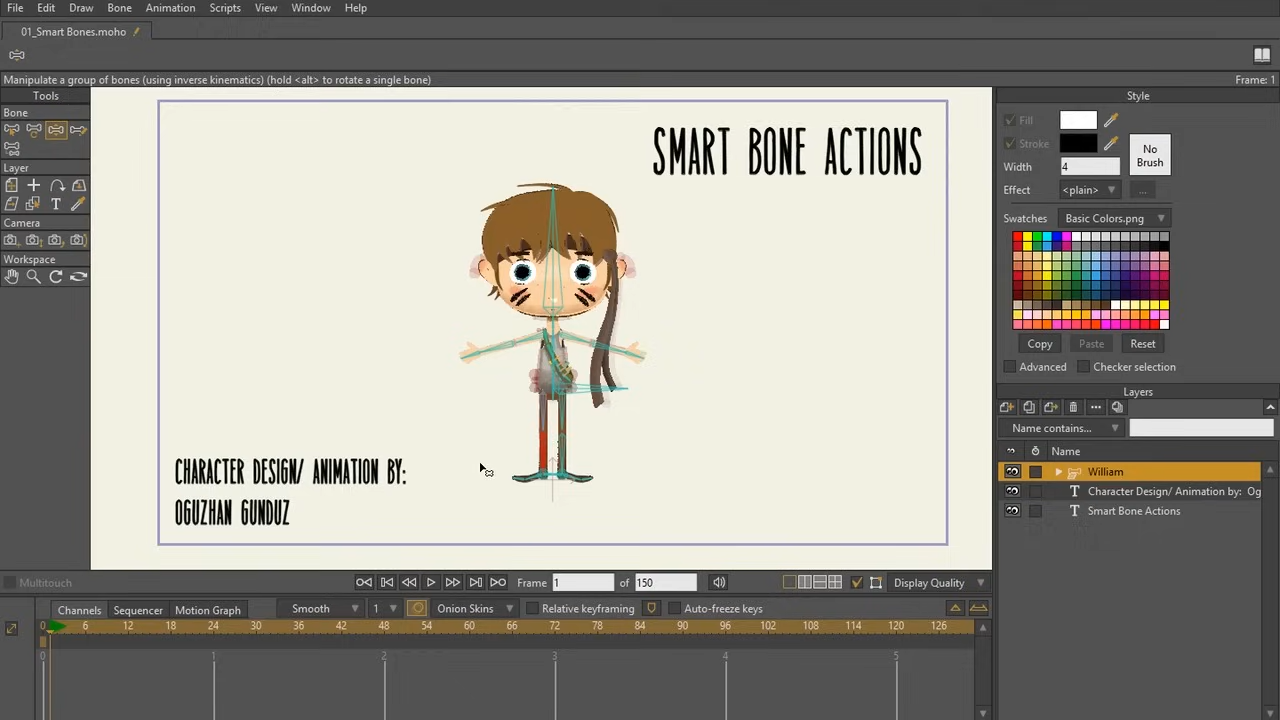 File Edit Draw Bone Animation Scripts View Window Help
01_Smart Bones.moho
Manipulate a group of bones (using inverse kinematics) (hold <alt> to rotate a single bone) Frame: 1
Tools
Bone
Layer
Camera
Workspace
SMART BONE ACTIONS
CHARACTER DESIGN/ ANIMATION BY:
OGUZHAN GUNDUZ
Style
Fill
Stroke
No Brush
Width 4
Effect <plain> ...
Swatches Basic Colors.png
Copy Paste Reset
Advanced Checker selection
Layers
Name contains...
Name
William
Character Design/ Animation by: Og
Smart Bone Actions
Multitouch Frame 1 of 150 Display Quality
Channels Sequencer Motion Graph Smooth 1 Onion Skins Relative keyframing Auto-freeze keys
0 6 12 18 24 30 36 42 48 54 60 66 72 78 84 90 96 102 108 114 120 126
0 1 2 3 4 5